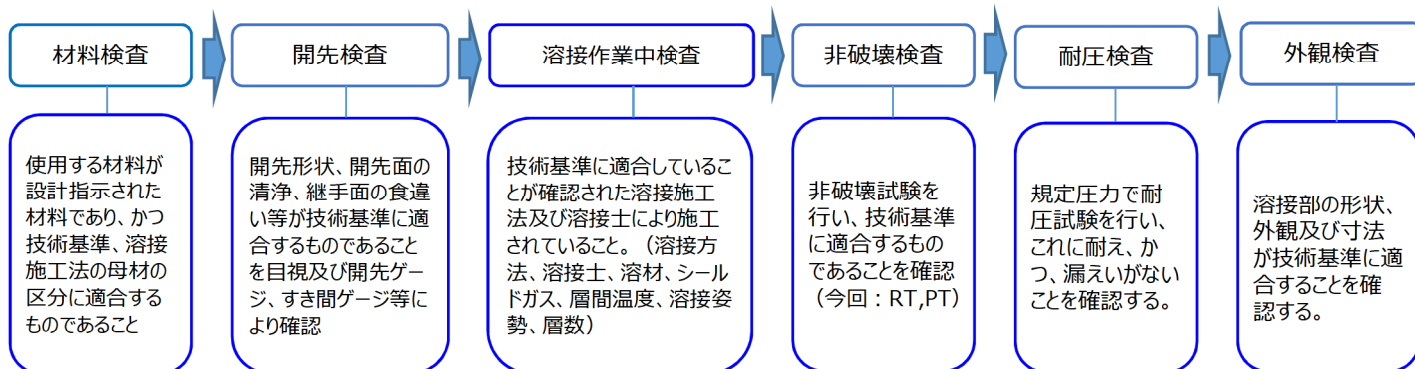 材料検査
開先検査
溶接作業中検査
非破壊検査
耐圧検査
外観検査
使用する材料が
設計指示された
材料であり、かつ
技術基準、溶接
施工法の母材の
区分に適合する
ものであること
開先形状、開先面の
清浄、継手面の食違
い等が技術基準に適
合するものであること
を目視及び開先ゲー
ジ、すき間ゲージ等に
より確認
技術基準に適合しているこ
とが確認された溶接施工
法及び溶接士により施工
されていること。（溶接方
法、溶接士、溶材、シール
ドガス、層間温度、溶接姿
勢、層数）
非破壊試験を
行い、技術基準
に適合するもの
であることを確認
（今回：RT,PT）
規定圧力で耐
圧試験を行い、
これに耐え、か
つ、漏えいがない
ことを確認する。
溶接部の形状、
外観及び寸法
が技術基準に適
合することを確
認する。